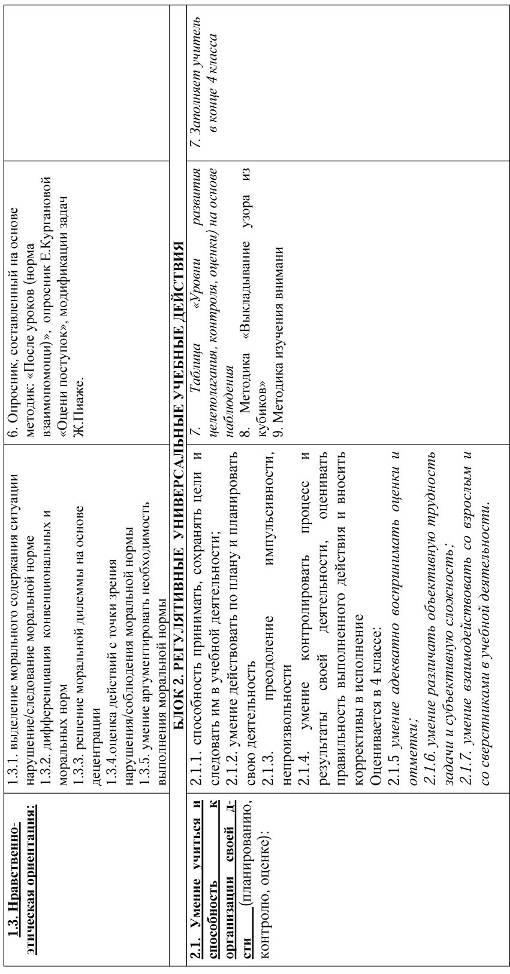 1.3. Нравственно-
этическая ориентация:
1.3.1. выделение морального содержания ситуации
нарушение/следование моральной норме
1.3.2. дифференциация конвенциональных и
моральных норм
1.3.3. решение моральной дилеммы на основе
децентрации
1.3.4.оценка действий с точки зрения
нарушения/соблюдения моральной нормы
1.3.5. умение аргументировать необходимость
выполнения моральной нормы
6. Опросник, составленный на основе
методик: «После уроков (норма
взаимопомощи)», опросник Е.Кургановой
«Оцени поступок», модификации задач
Ж.Пиаже.
БЛОК 2. РЕГУЛЯТИВНЫЕ УНИВЕРСАЛЬНЫЕ УЧЕБНЫЕ ДЕЙСТВИЯ
2.1. Умение учиться и
способность к
организации своей д-
сти (планированию,
контролю, оценке):
2.1.1. способность принимать, сохранять цели и
следовать им в учебной деятельности;
2.1.2. умение действовать по плану и планировать
свою деятельность
2.1.3. преодоление импульсивности,
непроизвольности
2.1.4. умение контролировать процесс и
результаты своей деятельности, оценивать
правильность выполненного действия и вносить
коррективы в исполнение
Оценивается в 4 классе:
2.1.5 умение адекватно воспринимать оценки и
отметки;
2.1.6. умение различать объективную трудность
задачи и субъективную сложность;
2.1.7. умение взаимодействовать со взрослым и
со сверстниками в учебной деятельности.
7. Таблица «Уровни развития
целеполагания, контроля, оценки) на основе
наблюдения
8. Методика «Выкладывание узора из
кубиков»
9. Методика изучения внимани
7. Заполняет учитель
в конце 4 класса